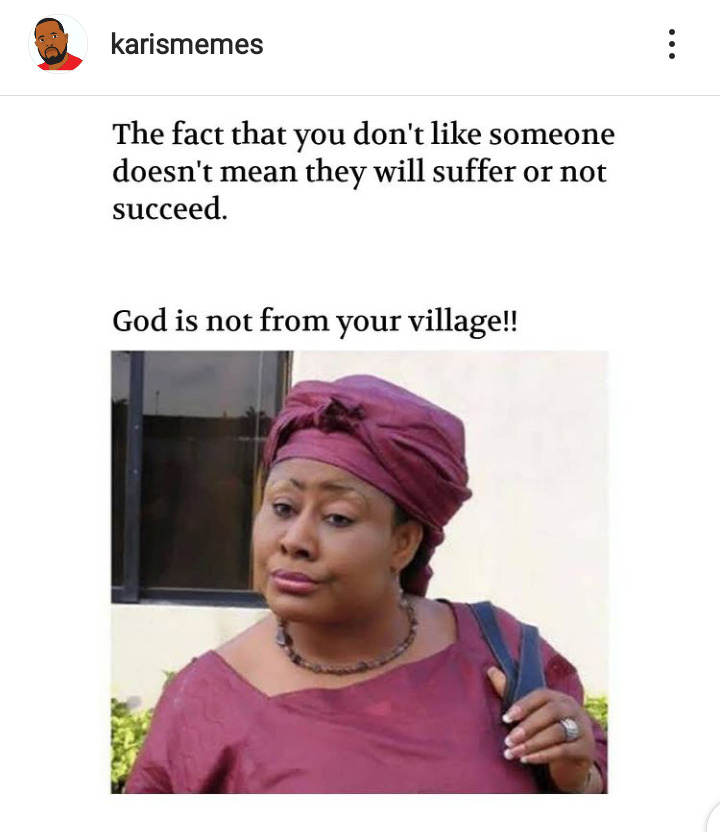 karismemes
The fact that you don't like someone
doesn't mean they will suffer or not
succeed.
God is not from your village!!